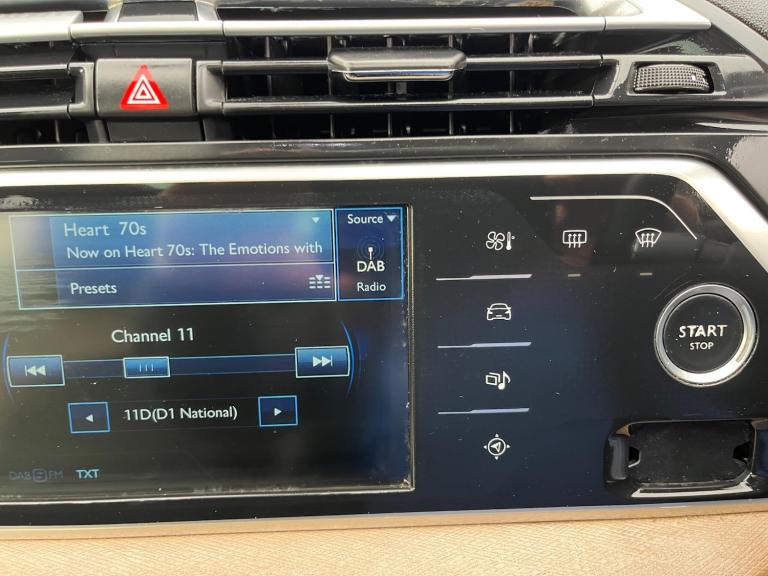 Heart 70s
Source
Now on Heart 70s: The Emotions with
DAB
Presets
Radio
Channel 11
START
STOP
11D(D1 National)
DAB FM
TXT